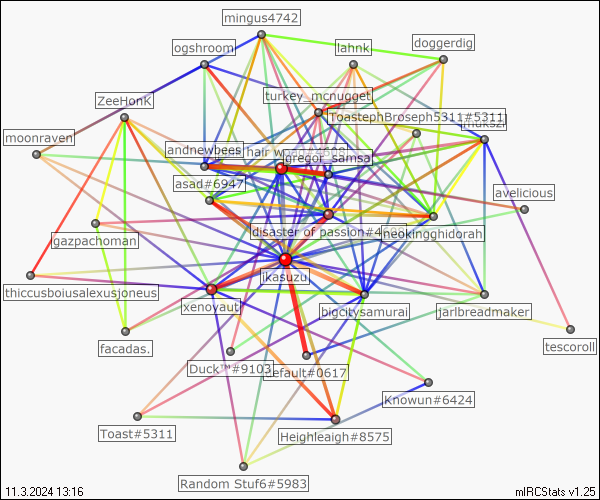 mingus4742
ogshroom
lahnk
doggerdig
turkey_mcnugget
ZeeHonK
ToastephBroseph5311#5311
moonraven
andnewbees
hair
gregor_samsa
asad#6947
avelicious
gazpachoman
disaster of passion#4
neokingghidorah
ikasuzu
thiccusboiusalexusjoneus
xenoyaut
bigcitysamurai
jarlbreadmaker
facadas.
tescoroll
Duck™#9103
default#0617
Knowun#6424
Toast#5311
Heighleaigh#8575
Random Stuf6#5983
11.3.2024 13:16
mIRCStats v1.25